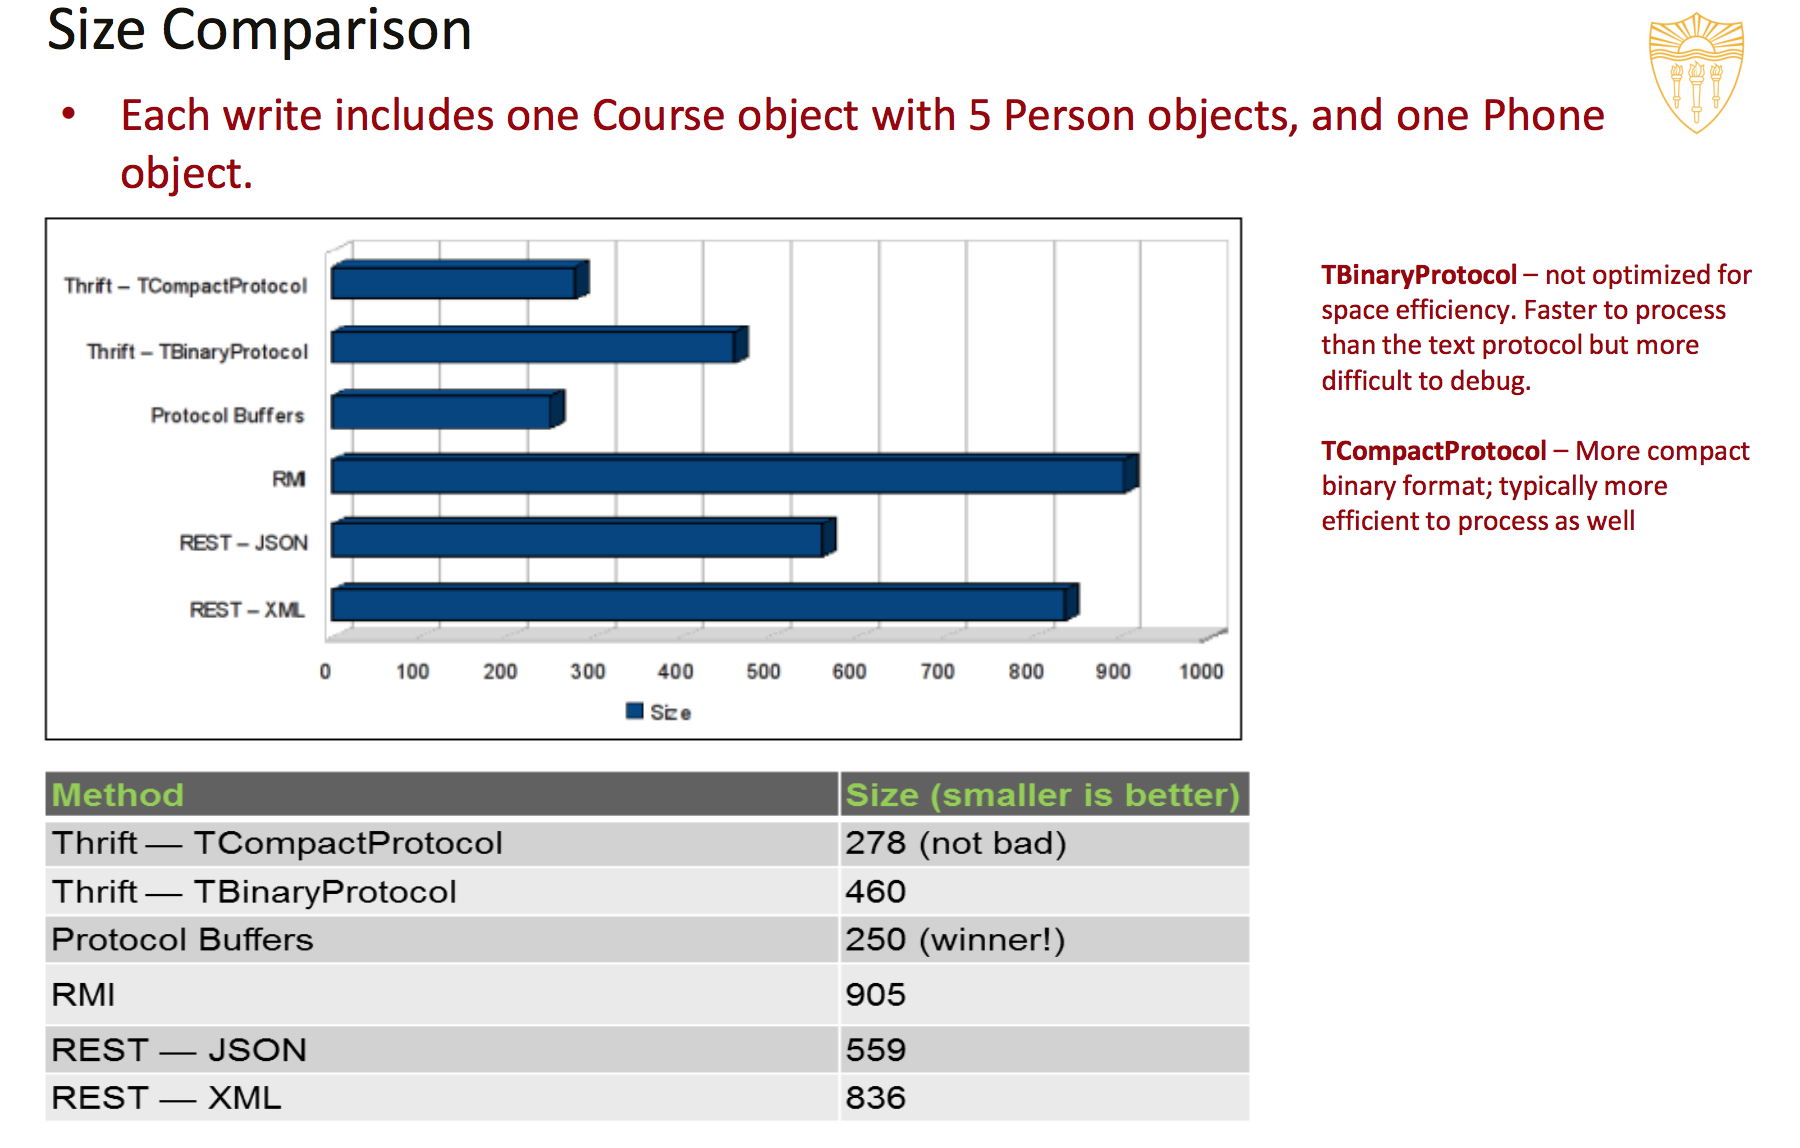 Size Comparison
• Each write includes one Course object with 5 Person objects, and one Phone
object.
Thrift – TCompactProtocol
Thrift – TBinaryProtocol
Protocol Buffers
RMI
REST – JSON
REST – XML
0 100 200 300 400 500 600 700 800 900 1000
Size
TBinaryProtocol – not optimized for
space efficiency. Faster to process
than the text protocol but more
difficult to debug.
TCompactProtocol – More compact
binary format; typically more
efficient to process as well
Method Size (smaller is better)
Thrift — TCompactProtocol 278 (not bad)
Thrift — TBinaryProtocol 460
Protocol Buffers 250 (winner!)
RMI 905
REST — JSON 559
REST — XML 836